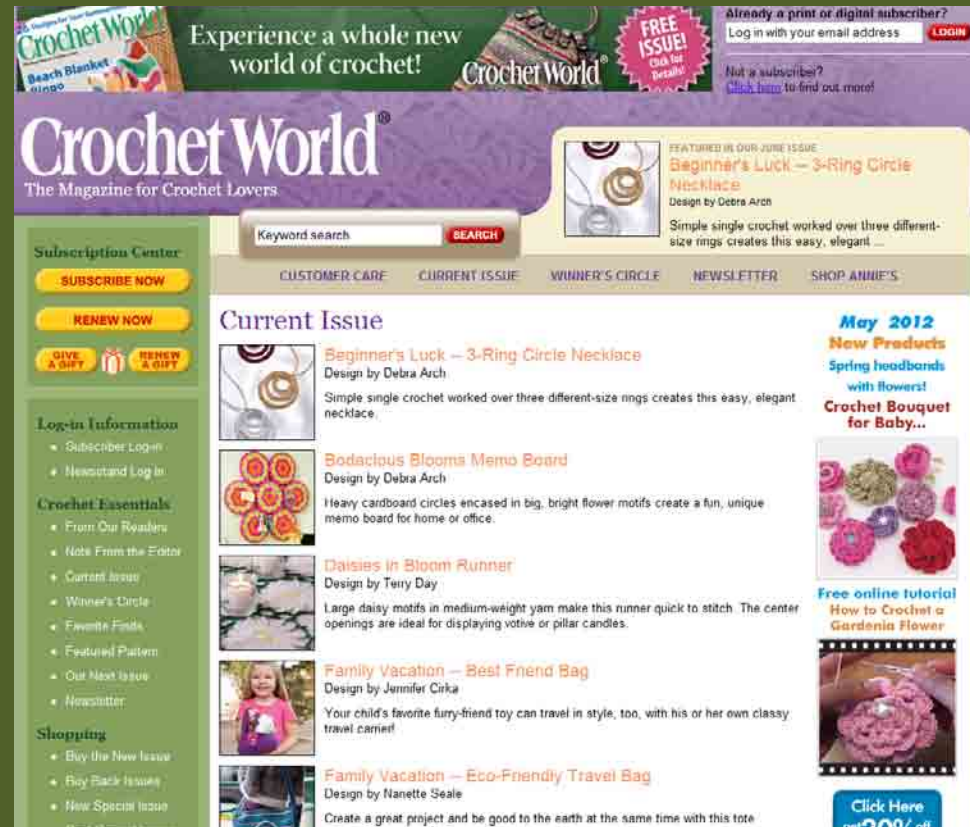 Designs for Your Summertime
Crochet World
Beach Blanket
Bingo
Experience a whole new
world of crochet!
Crochet World®
FREE
ISSUE!
Click for
Details!
Already a print or digital subscriber?
Log in with your email address
LOGIN
Not a subscriber?
Click here to find out more!
Crochet World®
The Magazine for Crochet Lovers
FEATURED IN OUR JUNE ISSUE
Beginner's Luck – 3-Ring Circle
Necklace
Design by Debra Arch
Simple single crochet worked over three different-
size rings creates this easy, elegant ...
Keyword search
SEARCH
CUSTOMER CARE
CURRENT ISSUE
WINNER'S CIRCLE
NEWSLETTER
SHOP ANNIE'S
Subscription Center
SUBSCRIBE NOW
RENEW NOW
GIVE
A GIFT
RENEW
A GIFT
Log-in Information
Subscriber Log-in
Newsstand Log In
Crochet Essentials
From Our Readers
Note From the Editor
Current Issue
Winner's Circle
Favorite Finds
Featured Pattern
Our Next Issue
Newsletter
Shopping
Buy the New Issue
Buy Back Issues
New Special Issue
Current Issue
Beginner's Luck – 3-Ring Circle Necklace
Design by Debra Arch
Simple single crochet worked over three different-size rings creates this easy, elegant
necklace.
Bodacious Blooms Memo Board
Design by Debra Arch
Heavy cardboard circles encased in big, bright flower motifs create a fun, unique
memo board for home or office.
Daisies in Bloom Runner
Design by Terry Day
Large daisy motifs in medium-weight yarn make this runner quick to stitch. The center
openings are ideal for displaying votive or pillar candles.
Family Vacation – Best Friend Bag
Design by Jennifer Cirka
Your child's favorite furry-friend toy can travel in style, too, with his or her own classy
travel carrier!
Family Vacation – Eco-Friendly Travel Bag
Design by Nanette Seale
Create a great project and be good to the earth at the same time with this tote
May 2012
New Products
Spring headbands
with flowers!
Crochet Bouquet
for Baby...
Free online tutorial
How to Crochet a
Gardenia Flower
Click Here
get 20% off